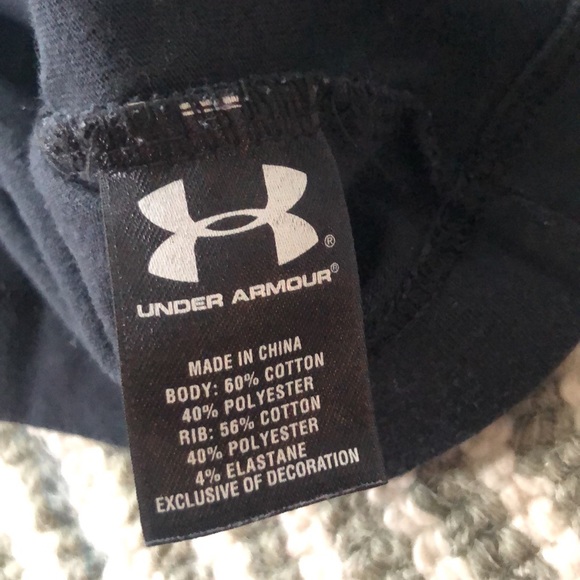 ®
UNDER ARMOUR®
MADE IN CHINA
BODY: 60% COTTON
40% POLYESTER
RIB: 56% COTTON
40% POLYESTER
4% ELASTANE
EXCLUSIVE OF DECORATION